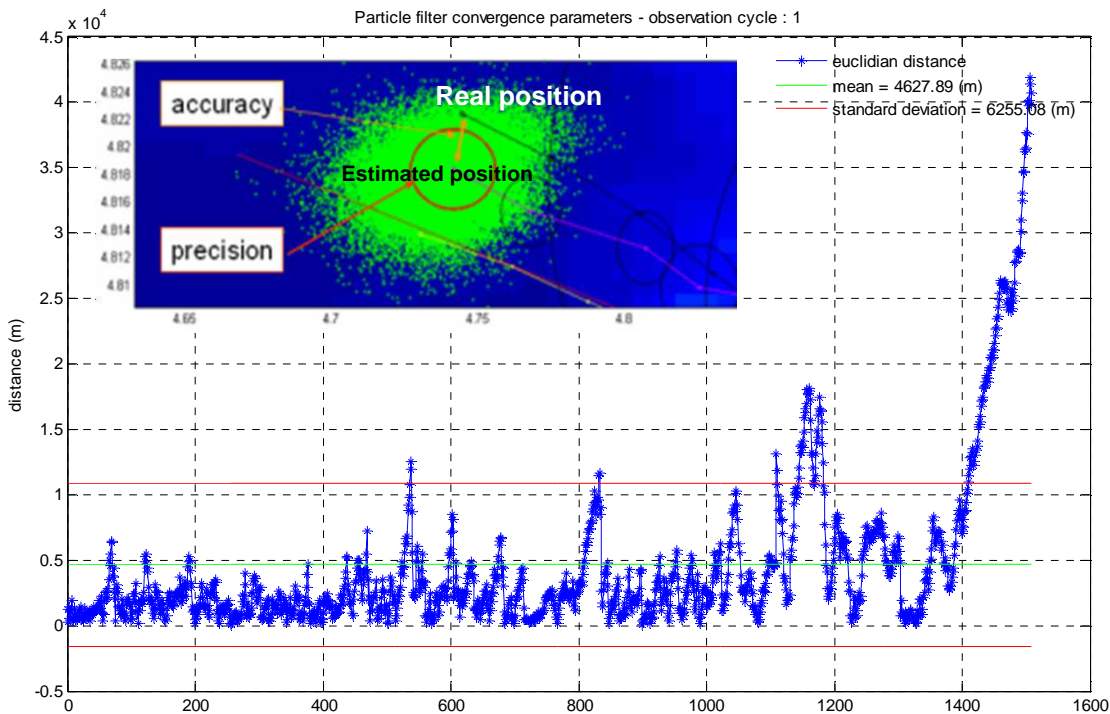 Particle filter convergence parameters - observation cycle : 1
x 10^4
4.5
4
3.5
3
2.5
2
1.5
1
0.5
0
-0.5
distance (m)
0 200 400 600 800 1000 1200 1400 1600
euclidian distance
mean = 4627.89 (m)
standard deviation = 6255.08 (m)
4.826
4.824
4.822
4.82
4.818
4.816
4.814
4.812
4.81
4.65 4.7 4.75 4.8
accuracy
Real position
Estimated position
precision